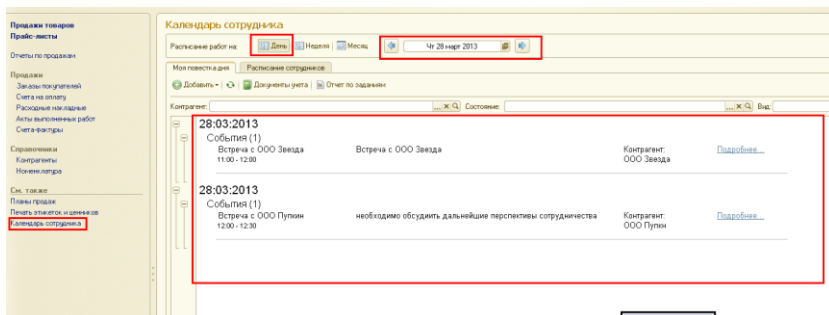 Продажи товаров
Прайс-листы
Отчеты по продажам
Продажи
Заказы покупателей
Счета на оплату
Расходные накладные
Акты выполненных работ
Счета-фактуры
Справочники
Контрагенты
Номенклатура
См. также
Планы продаж
Печать этикеток и ценников
Календарь сотрудника
Календарь сотрудника
Расписание работ на: День Неделя Месяц Чт 28 март 2013
Моя повестка дня Расписание сотрудников
Добавить Документы учета Отчет по заданиям
Контрагент: ... x Состояние: ... x Вид:
28:03:2013
События (1)
Встреча с ООО Звезда Встреча с ООО Звезда Контрагент: Подробнее...
11:00 - 12:00 ООО Звезда
28:03:2013
События (1)
Встреча с ООО Пупкин необходимо обсудить дальнейшие перспективы сотрудничества Контрагент: Подробнее...
12:00 - 12:30 ООО Пупкин